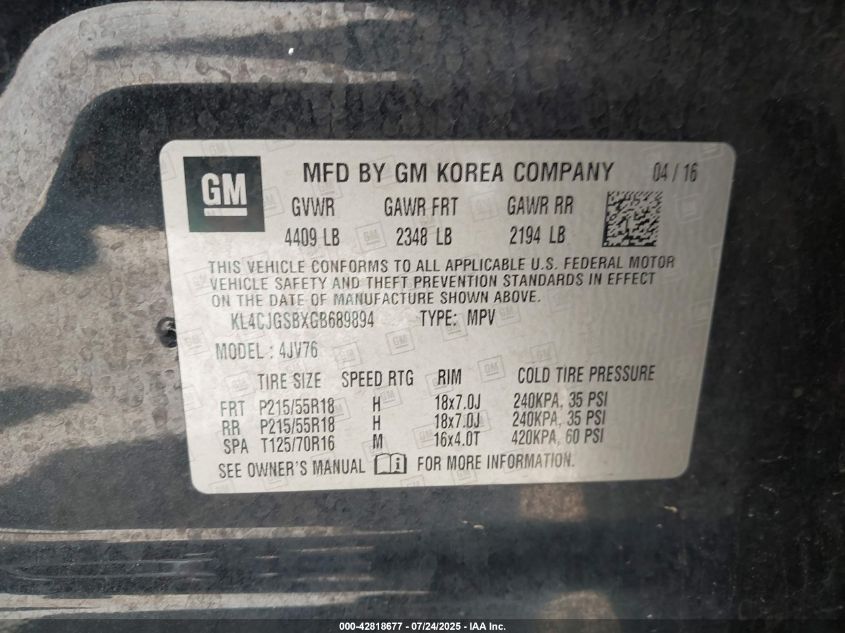 GM MFD BY GM KOREA COMPANY 04 / 16
GVWR GAWR FRT GAWR RR
4409 LB 2348 LB 2194 LB
THIS VEHICLE CONFORMS TO ALL APPLICABLE U.S. FEDERAL MOTOR
VEHICLE SAFETY AND THEFT PREVENTION STANDARDS IN EFFECT
ON THE DATE OF MANUFACTURE SHOWN ABOVE.
KL4CJGSBXGB689894 TYPE: MPV
MODEL : 4JV76
TIRE SIZE SPEED RTG RIM COLD TIRE PRESSURE
FRT P215/55R18 H 18x7.0J 240KPA, 35 PSI
RR P215/55R18 H 18x7.0J 240KPA, 35 PSI
SPA T125/70R16 M 16x4.0T 420KPA, 60 PSI
SEE OWNER'S MANUAL i FOR MORE INFORMATION.
000-42818677 - 07/24/2025 - IAA Inc.